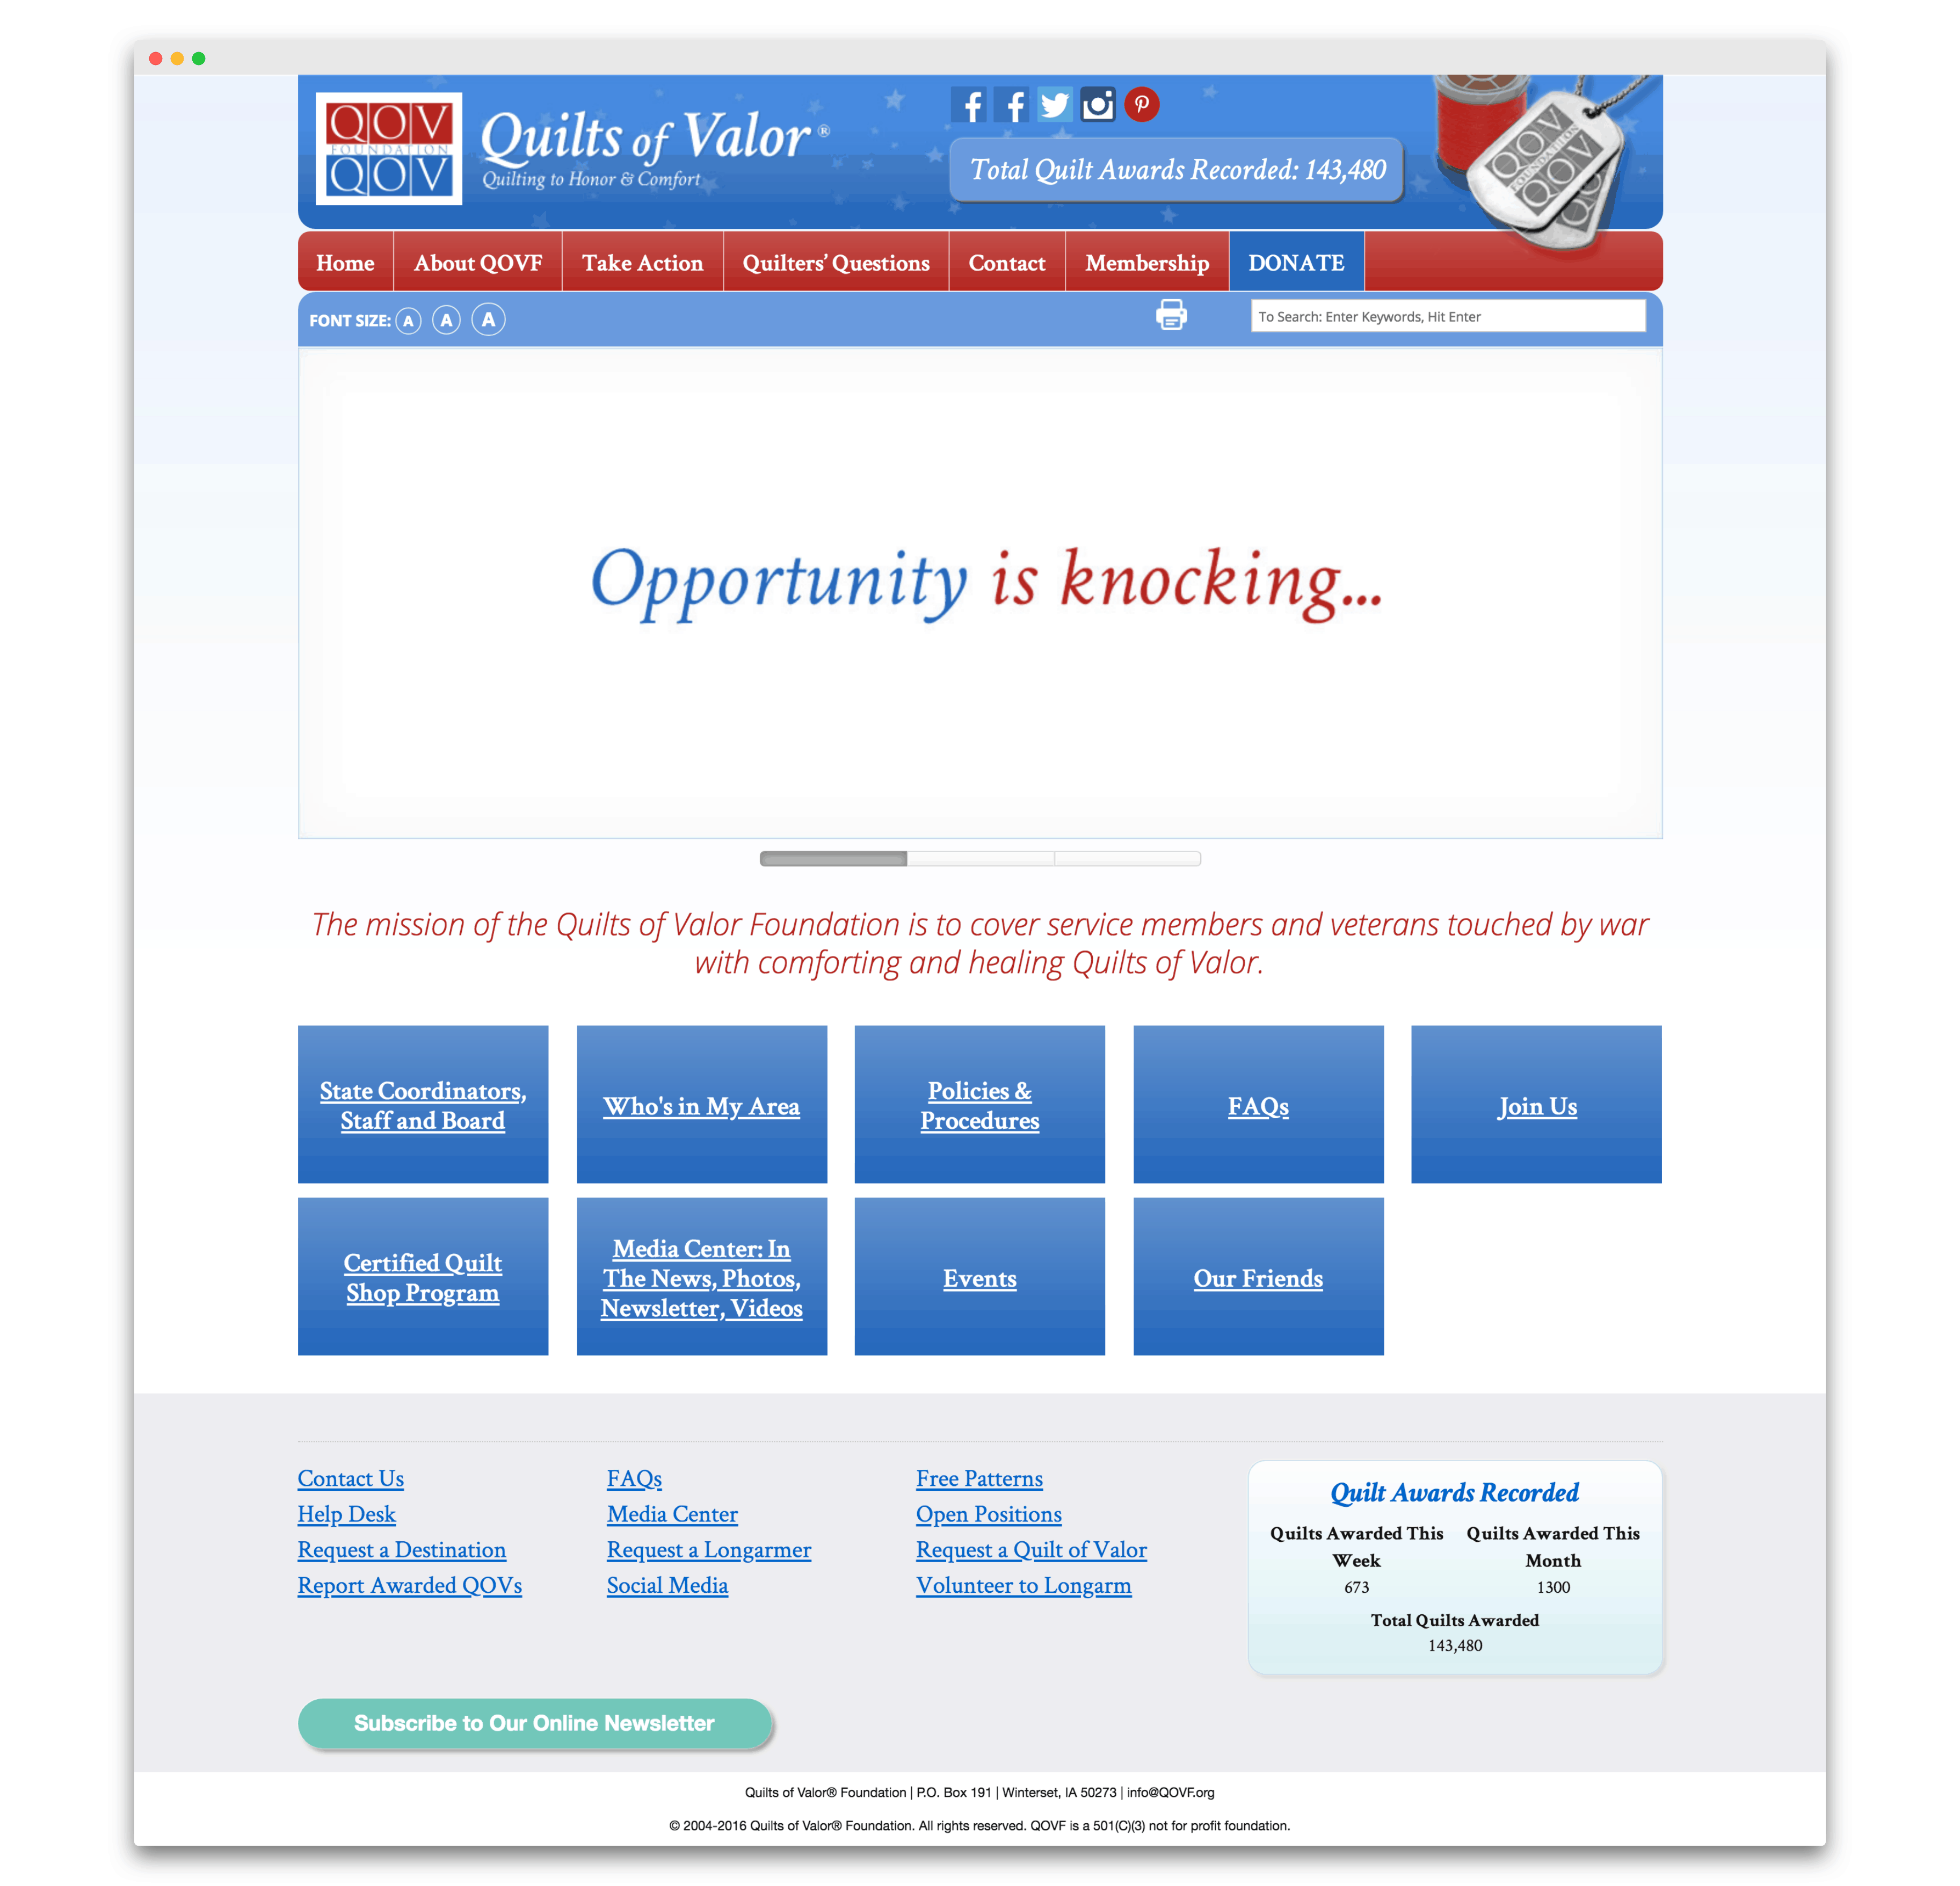 QOV
FOUNDATION
QOV
Quilts of Valor®
Quilting to Honor & Comfort
Total Quilt Awards Recorded: 143,480
QOV
FOUNDATION
QOV
QOV
Home
About QOVF
Take Action
Quilters’ Questions
Contact
Membership
DONATE
FONT SIZE: A A A
To Search: Enter Keywords, Hit Enter
Opportunity is knocking...
The mission of the Quilts of Valor Foundation is to cover service members and veterans touched by war
with comforting and healing Quilts of Valor.
State Coordinators,
Staff and Board
Who's in My Area
Policies &
Procedures
FAQs
Join Us
Certified Quilt
Shop Program
Media Center: In
The News, Photos,
Newsletter, Videos
Events
Our Friends
Contact Us
Help Desk
Request a Destination
Report Awarded QOVs
FAQs
Media Center
Request a Longarmer
Social Media
Free Patterns
Open Positions
Request a Quilt of Valor
Volunteer to Longarm
Quilt Awards Recorded
Quilts Awarded This
Week
673
Quilts Awarded This
Month
1300
Total Quilts Awarded
143,480
Subscribe to Our Online Newsletter
Quilts of Valor® Foundation | P.O. Box 191 | Winterset, IA 50273 | info@QOVF.org
© 2004-2016 Quilts of Valor® Foundation. All rights reserved. QOVF is a 501(C)(3) not for profit foundation.